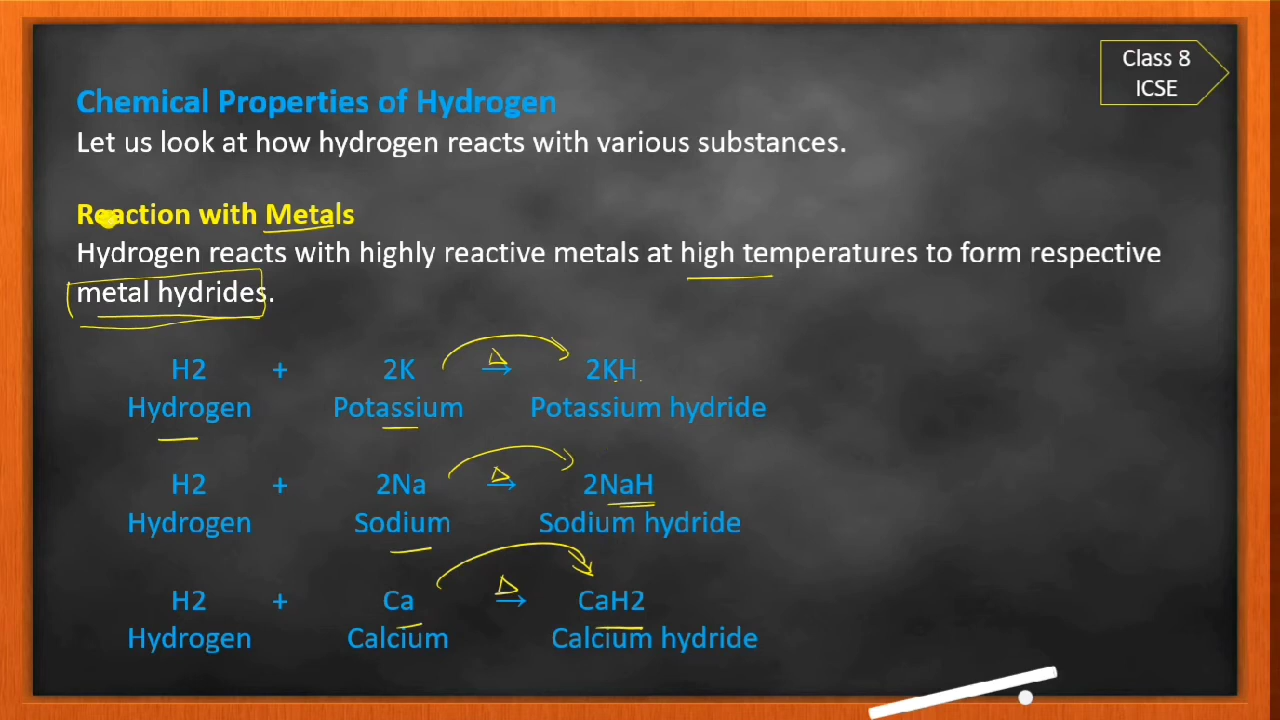 Class 8
ICSE
Chemical Properties of Hydrogen
Let us look at how hydrogen reacts with various substances.
Reaction with Metals
Hydrogen reacts with highly reactive metals at high temperatures to form respective
metal hydrides.
H2 + 2K Δ → 2KH
Hydrogen Potassium Potassium hydride
H2 + 2Na Δ → 2NaH
Hydrogen Sodium Sodium hydride
H2 + Ca Δ → CaH2
Hydrogen Calcium Calcium hydride